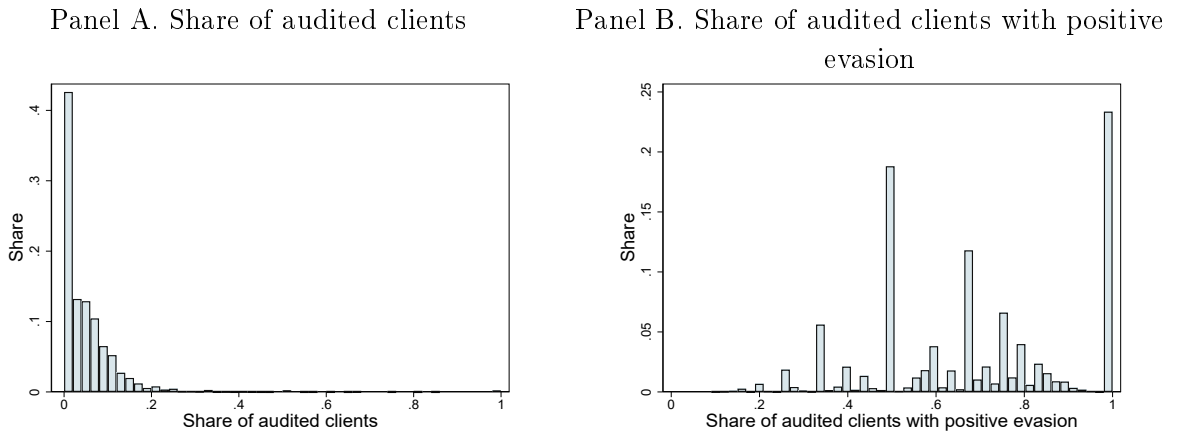 Panel A. Share of audited clients
Share
.4
.3
.2
.1
0
0 .2 .4 .6 .8 1
Share of audited clients
Panel B. Share of audited clients with positive
evasion
Share
.25
.2
.15
.1
.05
0
0 .2 .4 .6 .8 1
Share of audited clients with positive evasion